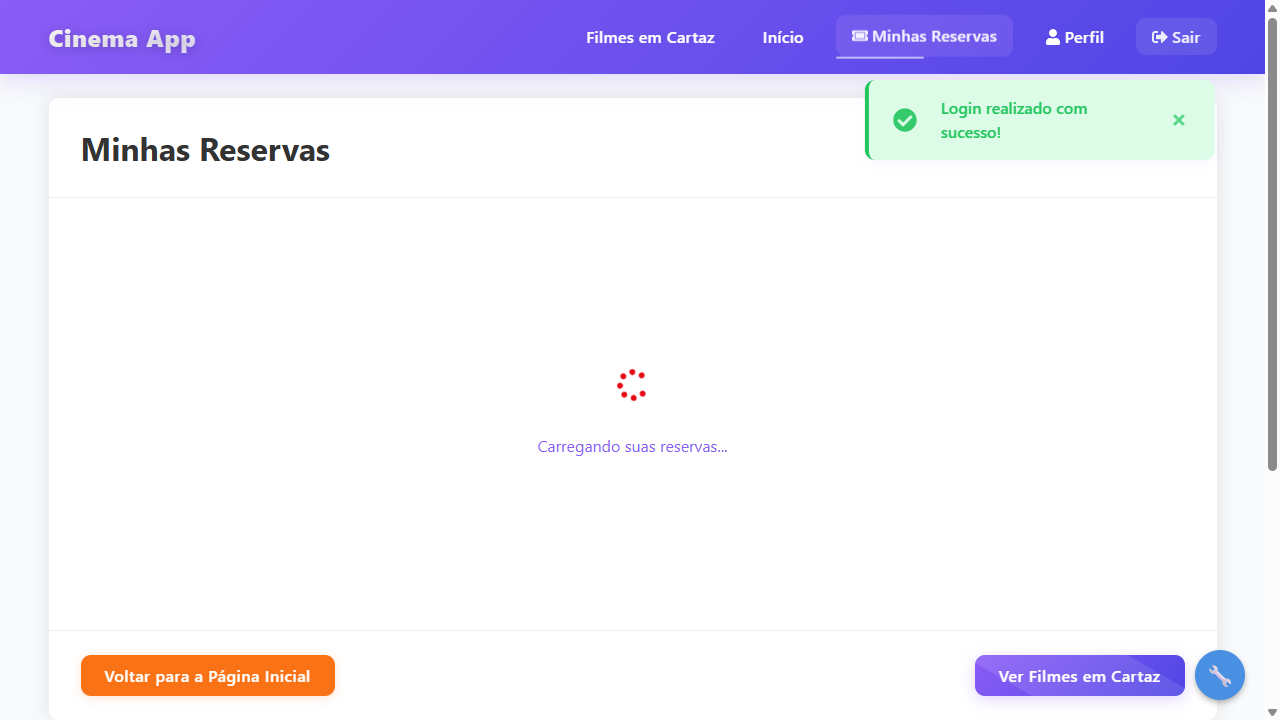 Cinema App
Filmes em Cartaz
Início
Minhas Reservas
Perfil
Sair
Login realizado com
sucesso!
Minhas Reservas
Carregando suas reservas...
Voltar para a Página Inicial
Ver Filmes em Cartaz